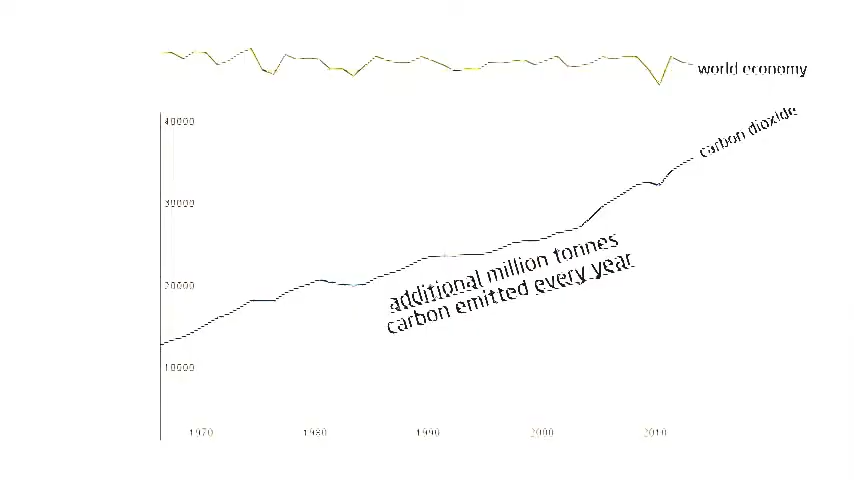 world economy
40000
carbon dioxide
30000
additional million tonnes
carbon emitted every year
20000
10000
1970 1980 1990 2000 2010